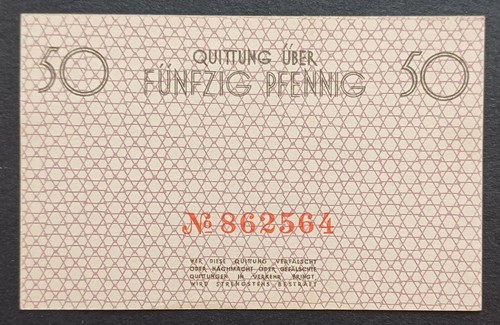 50 QUITTUNG ÜBER 50
FÜNFZIG PFENNIG
№ 862564
WER DIESE QUITTUNG VERFÄLSCHT
ODER NACHMACHT ODER GEFÄLSCHTE
QUITTUNGEN IN VERKEHR BRINGT,
WIRD STRENGSTENS BESTRAFT